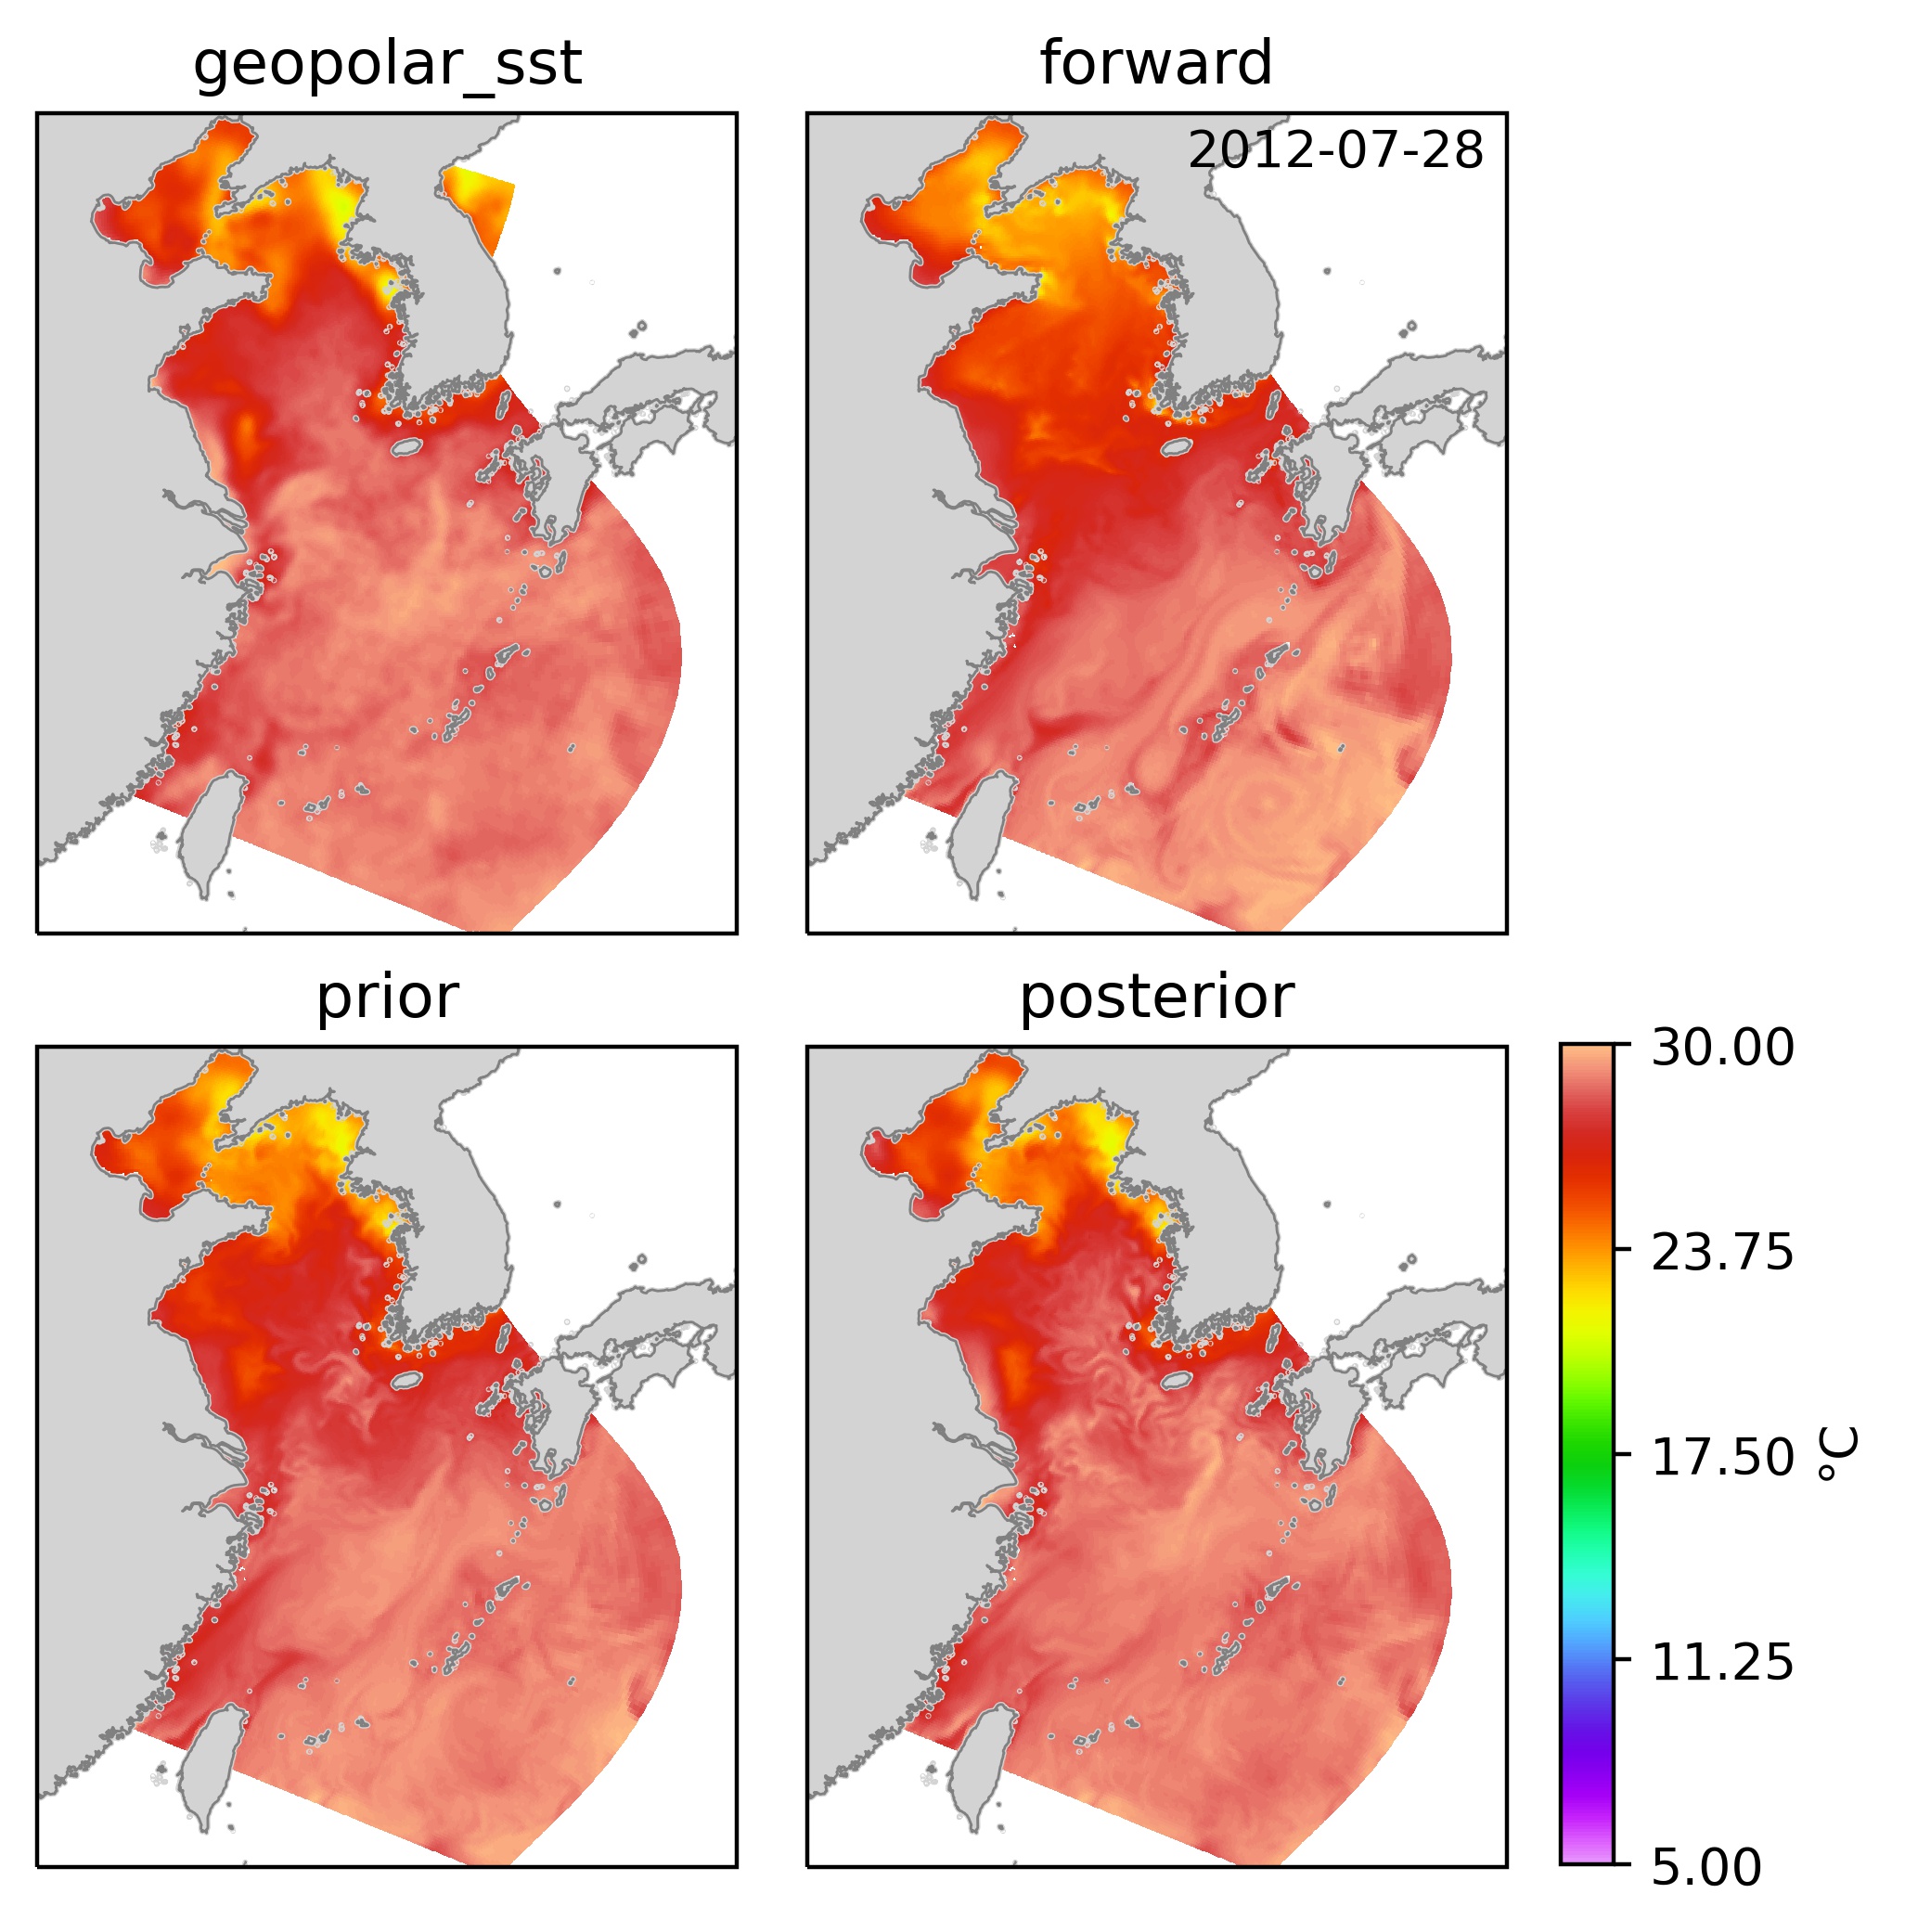 geopolar_sst
forward
2012-07-28
prior
posterior
30.00
23.75
17.50
11.25
5.00
°C